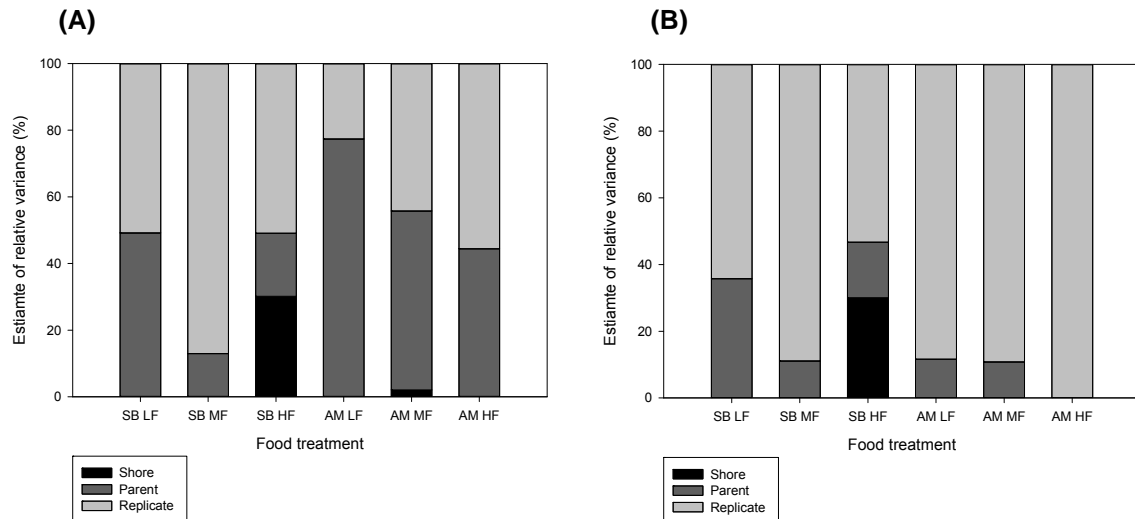 (A)
Estiamte of relative variance (%)
100
80
60
40
20
0
SB LF SB MF SB HF AM LF AM MF AM HF
Food treatment
Shore
Parent
Replicate
(B)
Estiamte of relative variance (%)
100
80
60
40
20
0
SB LF SB MF SB HF AM LF AM MF AM HF
Food treatment
Shore
Parent
Replicate